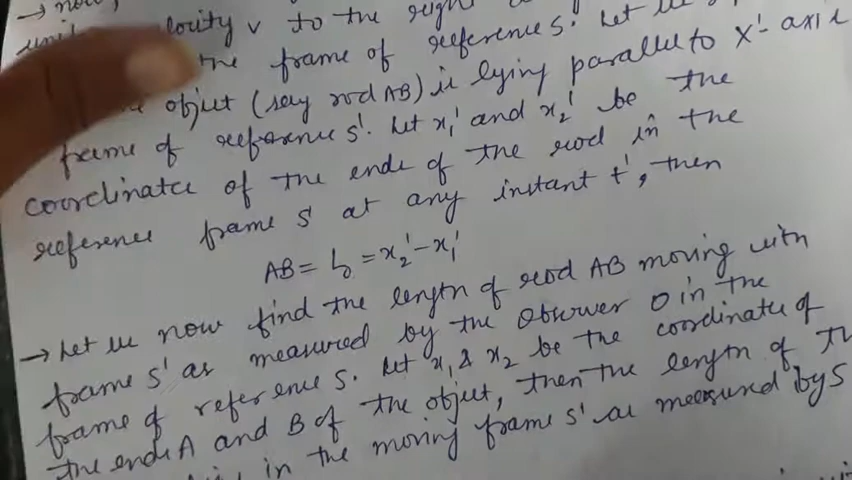 → now,
velocity v to the right
the frame of reference s. Let us
object (say rod AB) is lying parallel to x'-axis
frame of reference s'. Let x₁' and x₂' be the
coordinates of the ends of the rod in the
reference frame s' at any instant t', then
AB = L₀ = x₂' - x₁'
→ Let us now find the length of rod AB moving with
frame s' as measured by the observer O in the
frame of reference s. Let x₁ & x₂ be the coordinates of
the ends A and B of the object, then the length of the
in the moving frame s' as measured by S